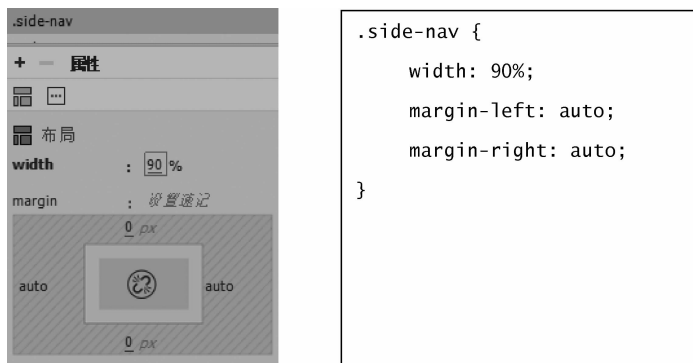 .side-nav
+ − 属性
布局
width : 90 %
margin : 设置速记
0 px
auto auto
0 px
.side-nav {
width: 90%;
margin-left: auto;
margin-right: auto;
}